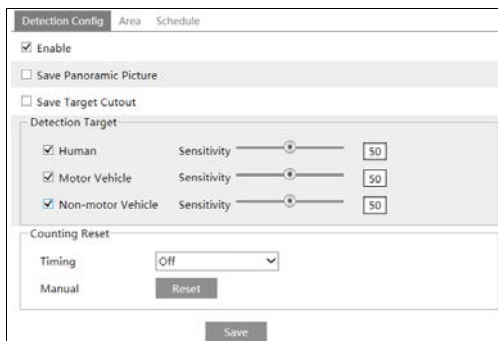 Detection Config Area Schedule
Enable
Save Panoramic Picture
Save Target Cutout
Detection Target
Human Sensitivity 50
Motor Vehicle Sensitivity 50
Non-motor Vehicle Sensitivity 50
Counting Reset
Timing Off
Manual Reset
Save